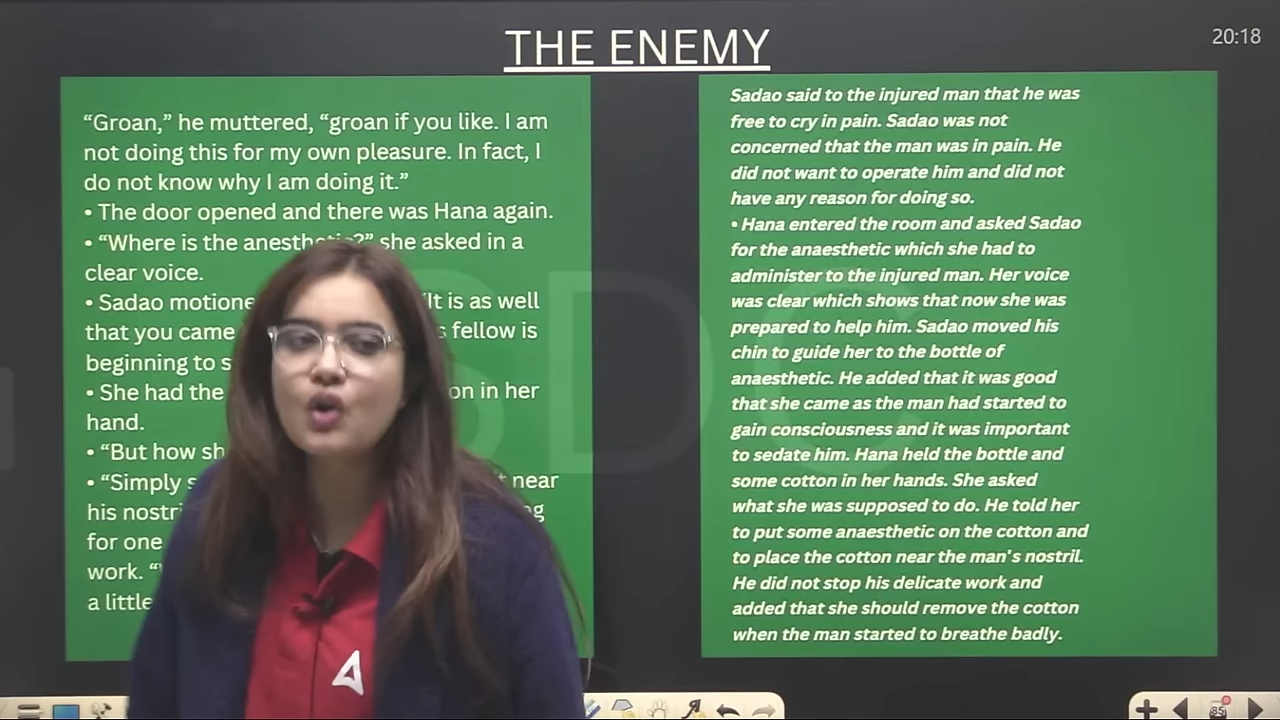 THE ENEMY
20:18
“Groan,” he muttered, “groan if you like. I am
not doing this for my own pleasure. In fact, I
do not know why I am doing it.”
• The door opened and there was Hana again.
• “Where is the anesthetic?” she asked in a
clear voice.
• Sadao “It is as well
that you came fellow is
beginning to
• She had the in her
hand.
• “But how
• “Simply near
his
for one
work.
a little
Sadao said to the injured man that he was
free to cry in pain. Sadao was not
concerned that the man was in pain. He
did not want to operate him and did not
have any reason for doing so.
• Hana entered the room and asked Sadao
for the anaesthetic which she had to
administer to the injured man. Her voice
was clear which shows that now she was
prepared to help him. Sadao moved his
chin to guide her to the bottle of
anaesthetic. He added that it was good
that she came as the man had started to
gain consciousness and it was important
to sedate him. Hana held the bottle and
some cotton in her hands. She asked
what she was supposed to do. He told her
to put some anaesthetic on the cotton and
to place the cotton near the man's nostril.
He did not stop his delicate work and
added that she should remove the cotton
when the man started to breathe badly.
SDC
85